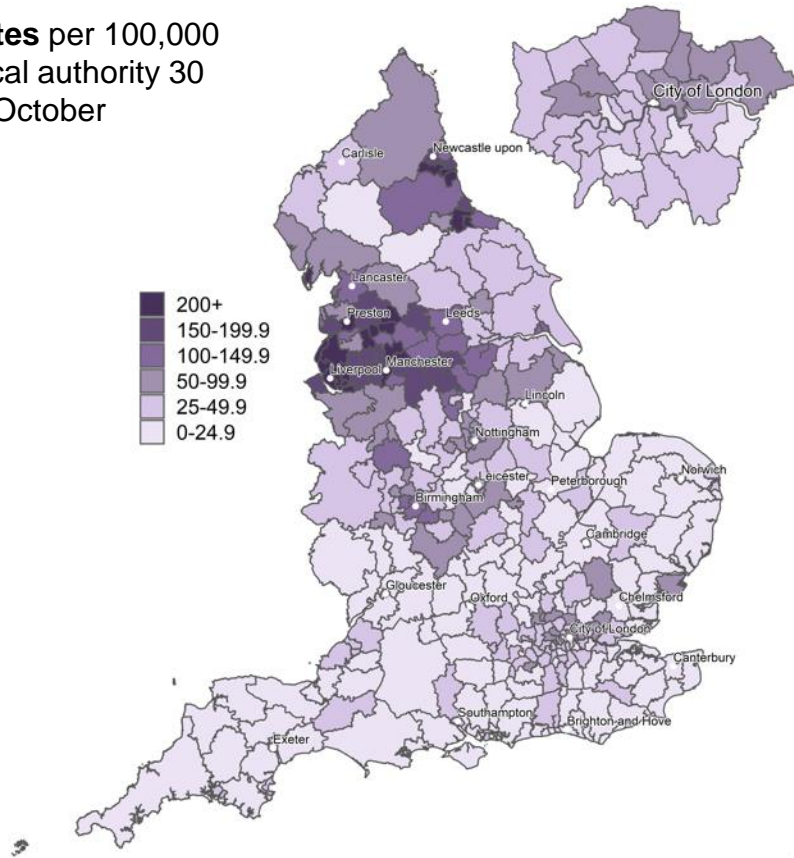 tes per 100,000
cal authority 30
October
City of London
Carlisle
Newcastle upon T
Lancaster
Preston
Leeds
Liverpool
Manchester
200+
150-199.9
100-149.9
50-99.9
25-49.9
0-24.9
Lincoln
Nottingham
Leicester
Peterborough
Norwich
Birmingham
Cambridge
Gloucester
Oxford
Chelmsford
City of London
Canterbury
Southampton
Brighton and Hove
Exeter